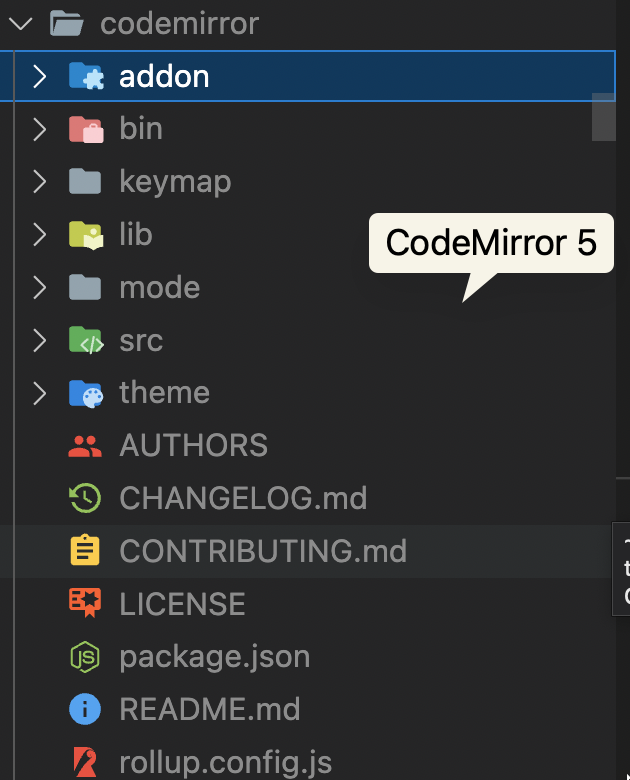 codemirror
addon
bin
keymap
lib
CodeMirror 5
mode
src
theme
AUTHORS
CHANGELOG.md
CONTRIBUTING.md
LICENSE
package.json
README.md
rollup.config.js